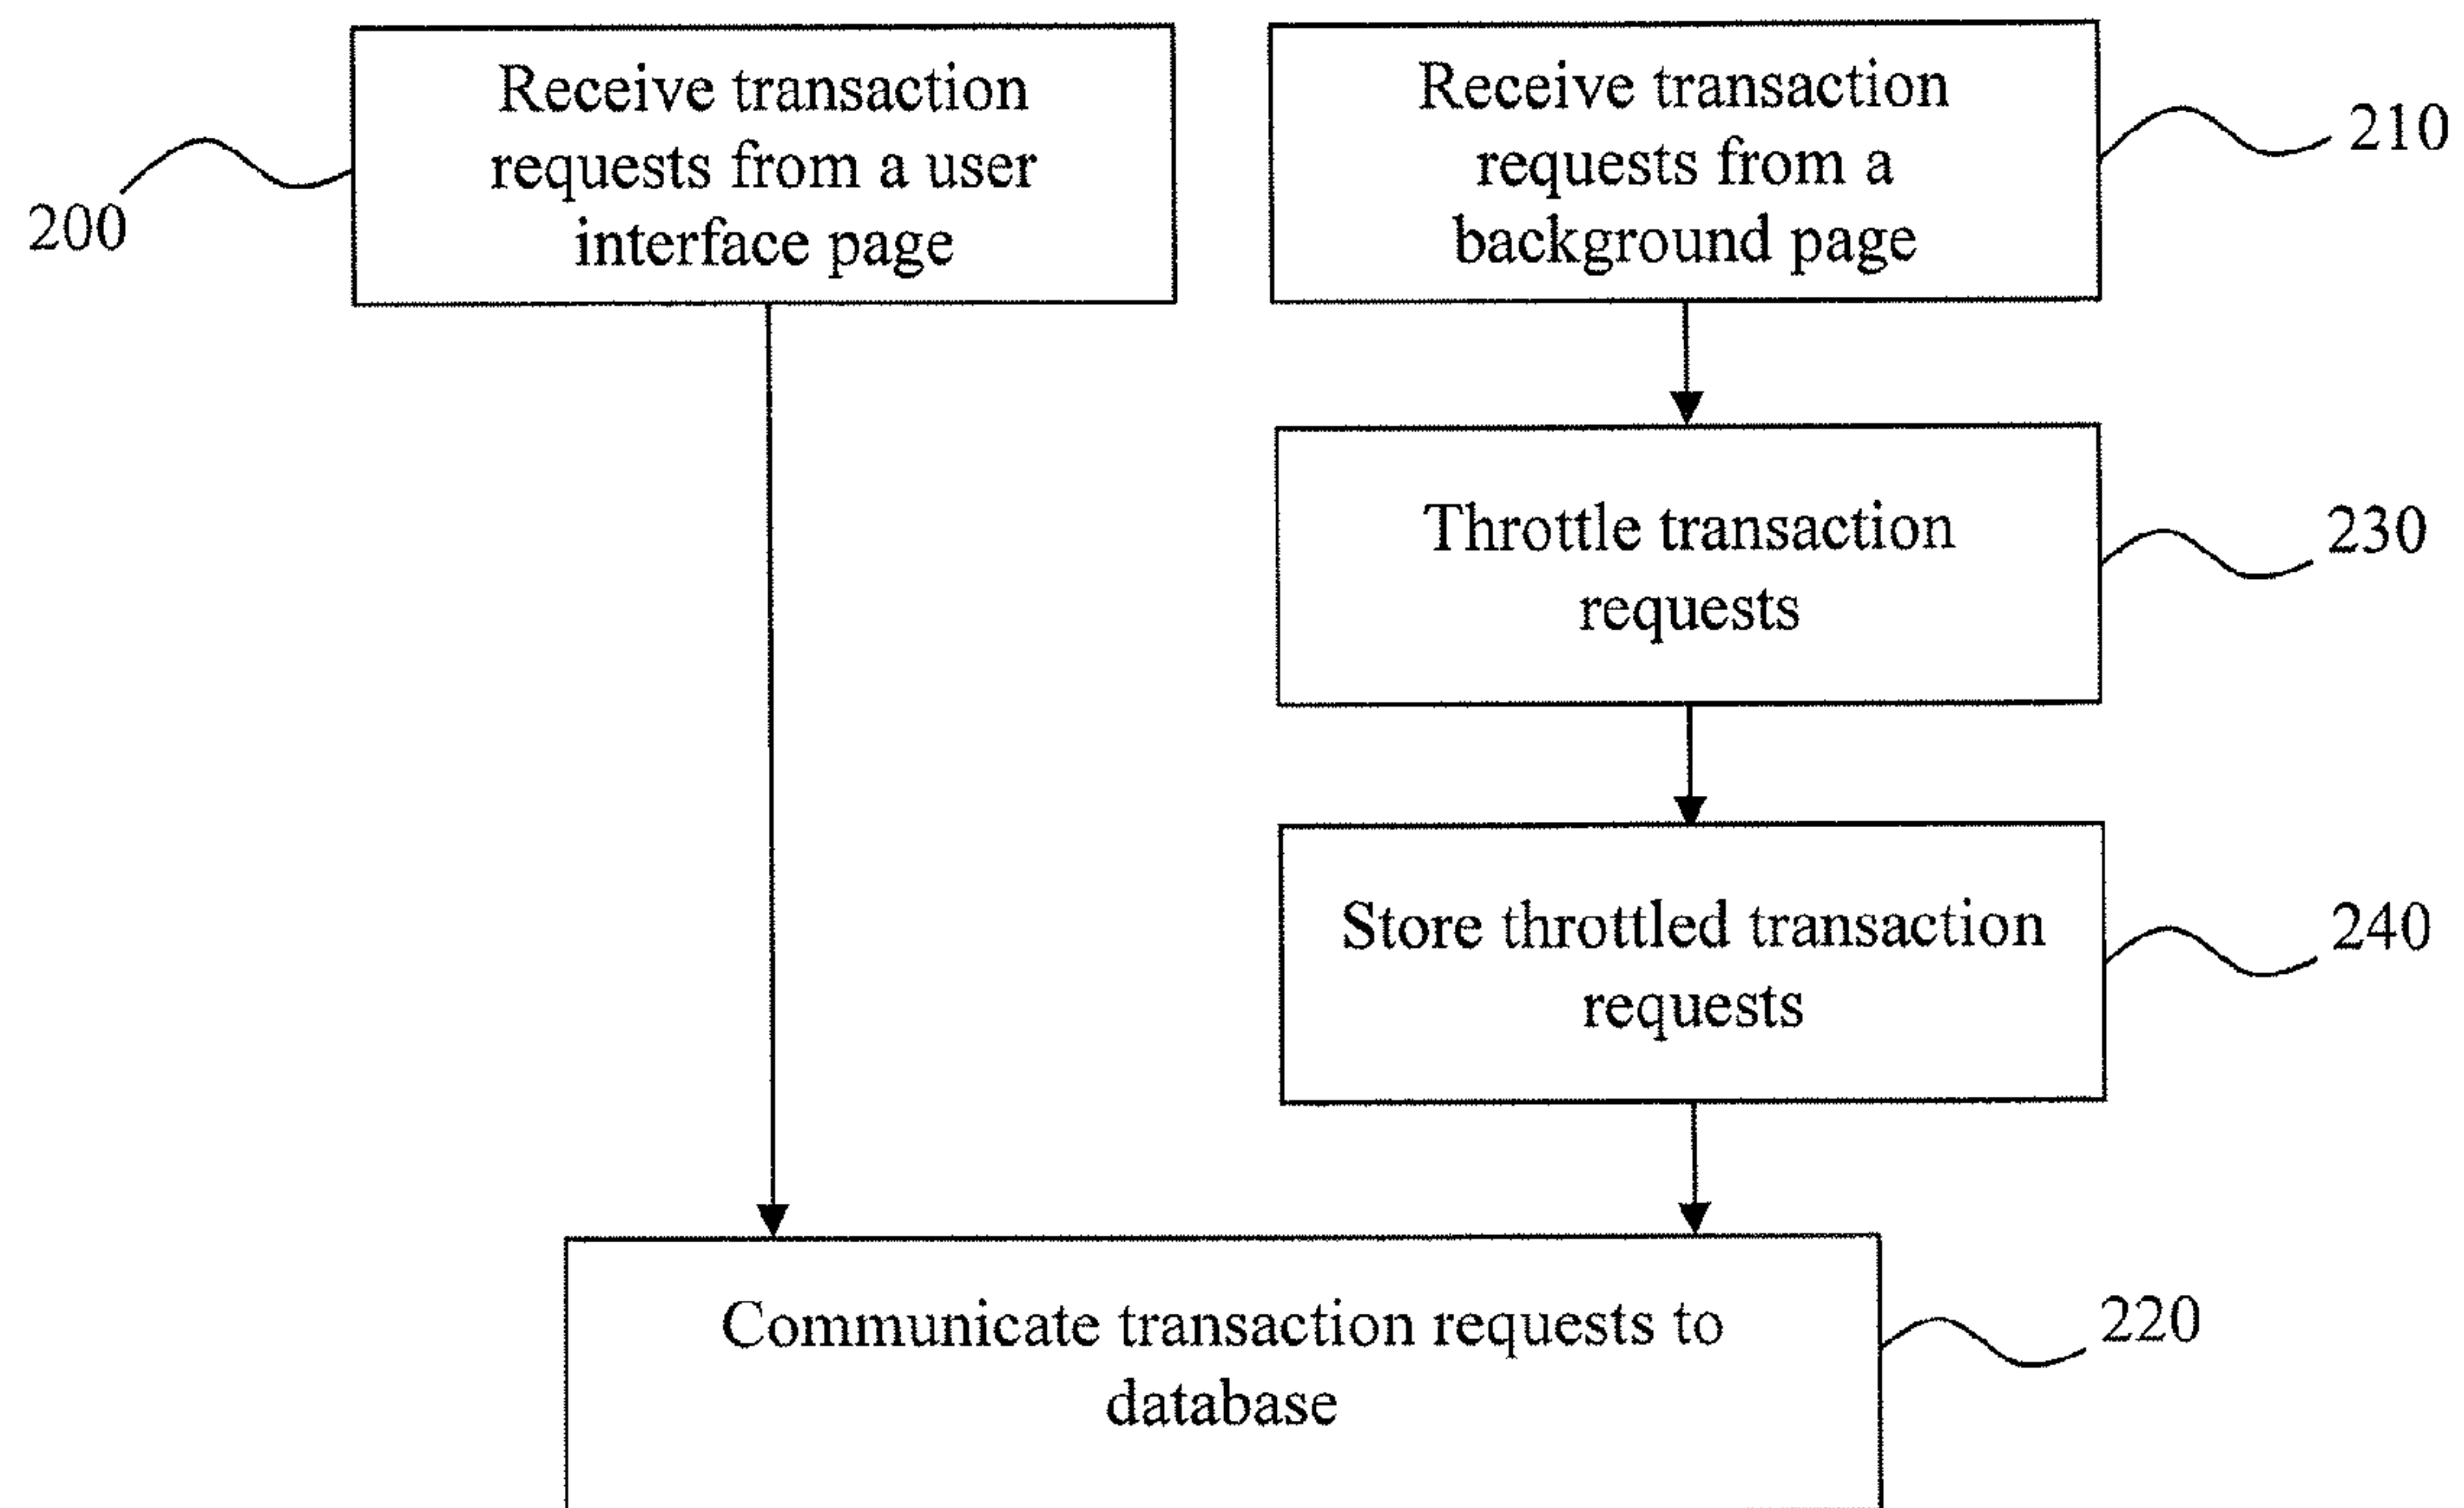 Receive transaction
requests from a user
interface page
200
Receive transaction
requests from a
background page
210
Throttle transaction
requests
230
Store throttled transaction
requests
240
Communicate transaction requests to
database
220